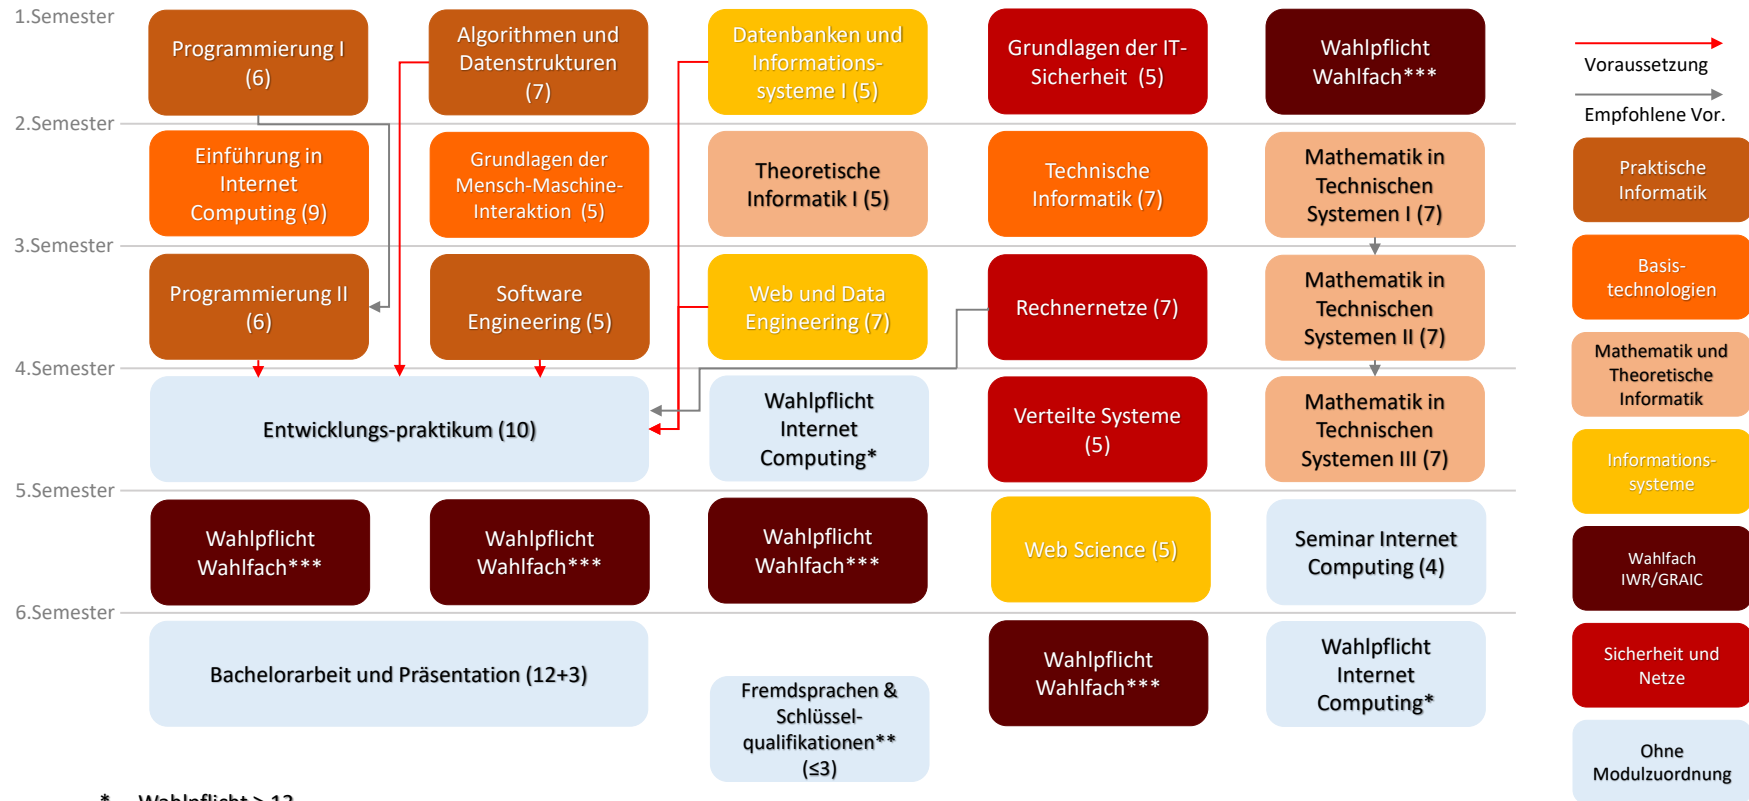 1.Semester
Programmierung I
(6)
Algorithmen und
Datenstrukturen
(7)
Datenbanken und
Informations-
systeme I (5)
Grundlagen der IT-
Sicherheit (5)
Wahlpflicht
Wahlfach***
Voraussetzung
Empfohlene Vor.
2.Semester
Einführung in
Internet
Computing (9)
Grundlagen der
Mensch-Maschine-
Interaktion (5)
Theoretische
Informatik I (5)
Technische
Informatik (7)
Mathematik in
Technischen
Systemen I (7)
Praktische
Informatik
3.Semester
Programmierung II
(6)
Software
Engineering (5)
Web und Data
Engineering (7)
Rechnernetze (7)
Mathematik in
Technischen
Systemen II (7)
Basis-
technologien
4.Semester
Entwicklungs-praktikum (10)
Wahlpflicht
Internet
Computing*
Verteilte Systeme
(5)
Mathematik in
Technischen
Systemen III (7)
Mathematik und
Theoretische
Informatik
Informations-
systeme
5.Semester
Wahlpflicht
Wahlfach***
Wahlpflicht
Wahlfach***
Wahlpflicht
Wahlfach***
Web Science (5)
Seminar Internet
Computing (4)
Wahlfach
IWR/GRAIC
6.Semester
Bachelorarbeit und Präsentation (12+3)
Fremdsprachen &
Schlüssel-
qualifikationen**
(≤3)
Wahlpflicht
Wahlfach***
Wahlpflicht
Internet
Computing*
Sicherheit und
Netze
Ohne
Modulzuordnung
* Wahlpflicht